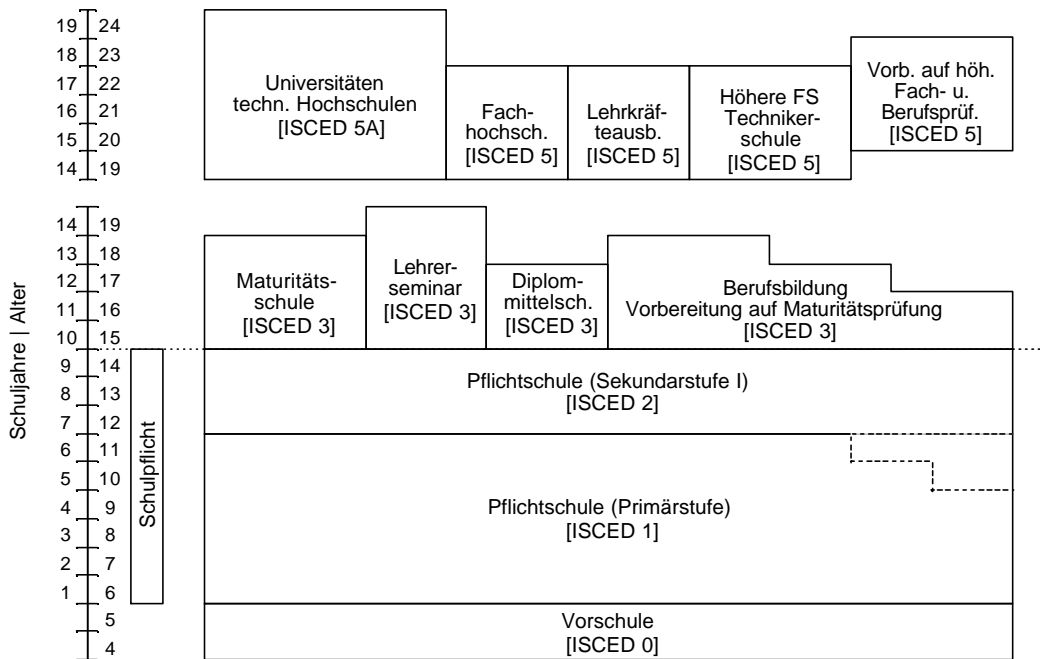 19 24
18 23
17 22
16 21
15 20
14 19
Universitäten
techn. Hochschulen
[ISCED 5A]
Fach-
hochsch.
[ISCED 5]
Lehrkräf-
teausb.
[ISCED 5]
Höhere FS
Techniker-
schule
[ISCED 5]
Vorb. auf höh.
Fach- u.
Berufsprüf.
[ISCED 5]
14 19
13 18
12 17
11 16
10 15
Maturitäts-
schule
[ISCED 3]
Lehrer-
seminar
[ISCED 3]
Diplom-
mittelsch.
[ISCED 3]
Berufsbildung
Vorbereitung auf Maturitätsprüfung
[ISCED 3]
Schuljahre | Alter
9 14
8 13
7 12
6 11
5 10
4 9
3 8
2 7
1 6
5
4
Schulpflicht
Pflichtschule (Sekundarstufe I)
[ISCED 2]
Pflichtschule (Primärstufe)
[ISCED 1]
Vorschule
[ISCED 0]